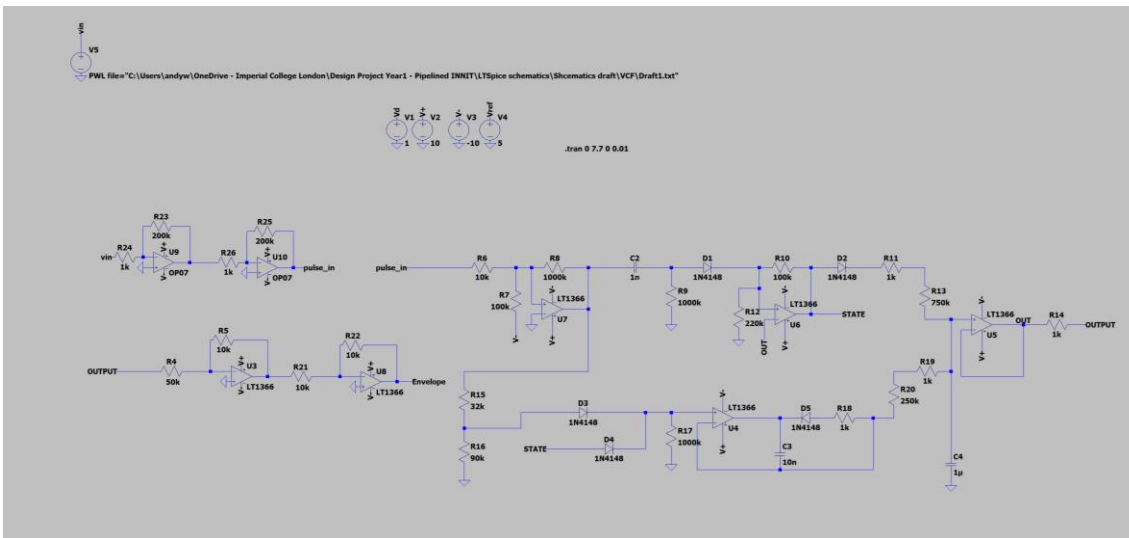 vin
V5
PWL file="C:\Users\andyw\OneDrive - Imperial College London\Design Project Year1 - Pipelined INNIT\LTSpice schematics\Shcematics draft\VCF\Draft1.txt"
Vd V+ V- Vref
V1 V2 V3 V4
1 10 -10 5
.tran 0 7.7 0 0.01
R23
200k
R25
200k
vin
R24
1k
V+
U9
OP07
V-
R26
1k
V+
U10
OP07
V-
pulse_in
pulse_in
R6
10k
R7
100k
V-
R8
1000k
V-
LT1366
U7
V+
C2
1n
R9
1000k
D1
1N4148
R10
100k
R12
220k
OUT
V-
LT1366
U6
V+
D2
1N4148
STATE
R11
1k
R13
750k
V-
LT1366
U5
V+
OUT
R14
1k
OUTPUT
OUTPUT
R4
50k
R5
10k
V+
U3
LT1366
V-
R21
10k
R22
10k
V+
U8
LT1366
V-
Envelope
R15
32k
R16
90k
D3
1N4148
STATE
D4
1N4148
R17
1000k
V-
LT1366
U4
V+
D5
1N4148
C3
10n
R18
1k
R19
1k
R20
250k
C4
1µ